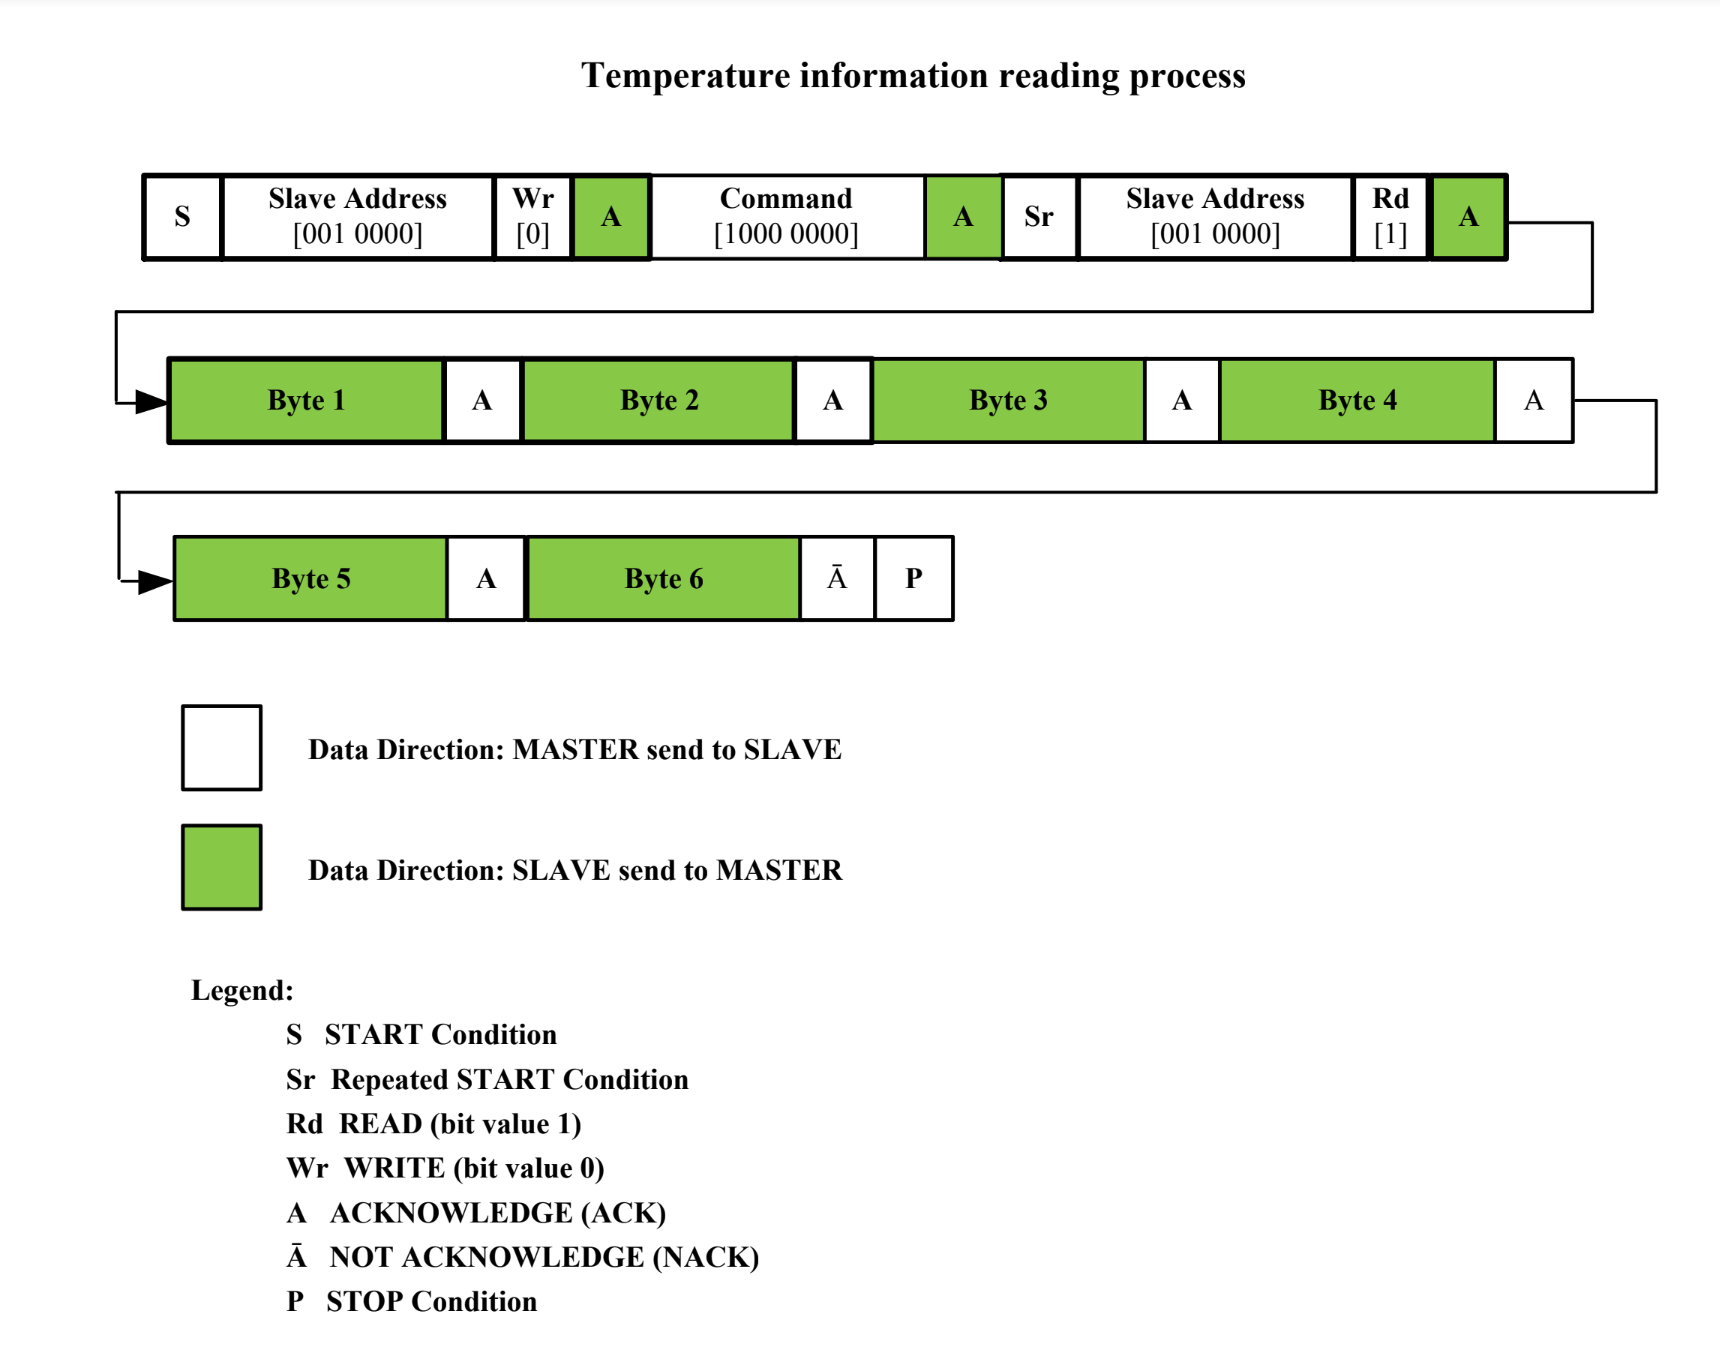 Temperature information reading process
S Slave Address Wr A Command A Sr Slave Address Rd A
[001 0000] [0] [1000 0000] [001 0000] [1]
Byte 1 A Byte 2 A Byte 3 A Byte 4 A
Byte 5 A Byte 6 Ā P
Data Direction: MASTER send to SLAVE
Data Direction: SLAVE send to MASTER
Legend:
S START Condition
Sr Repeated START Condition
Rd READ (bit value 1)
Wr WRITE (bit value 0)
A ACKNOWLEDGE (ACK)
Ā NOT ACKNOWLEDGE (NACK)
P STOP Condition